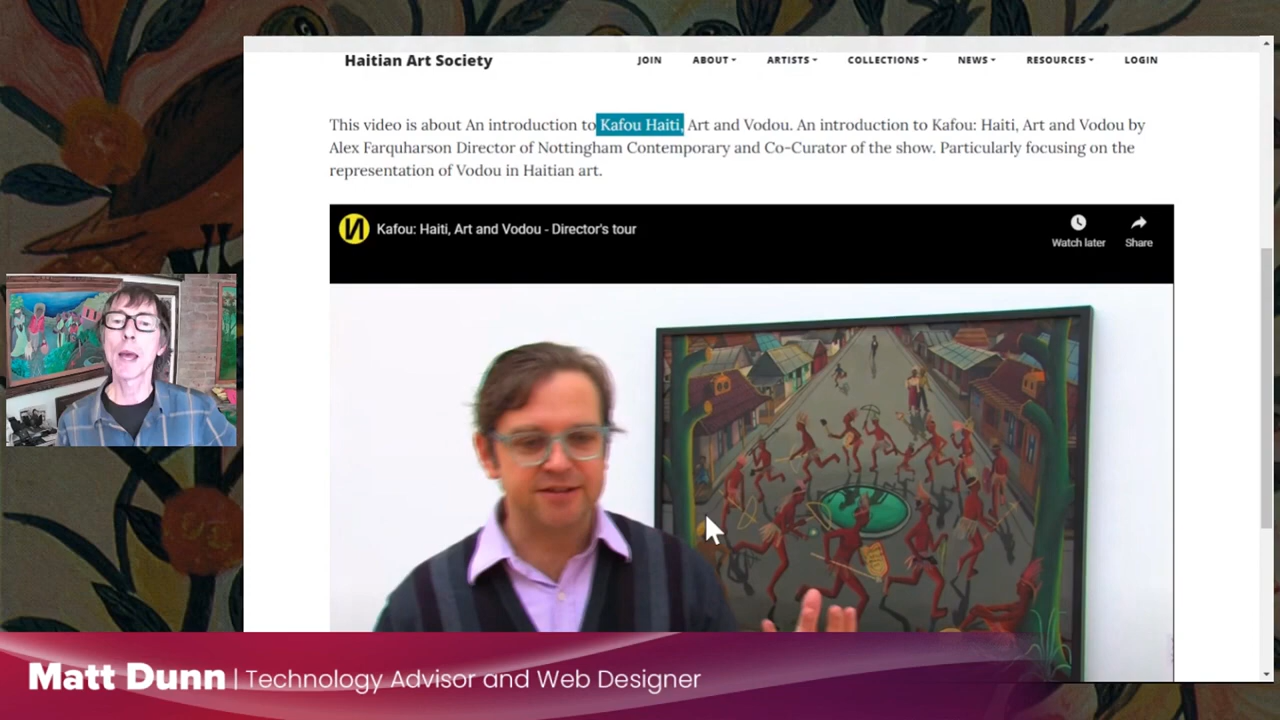 Haitian Art Society
JOIN
ABOUT
ARTISTS
COLLECTIONS
NEWS
RESOURCES
LOGIN
This video is about An introduction to Kafou Haiti, Art and Vodou. An introduction to Kafou: Haiti, Art and Vodou by
Alex Farquharson Director of Nottingham Contemporary and Co-Curator of the show. Particularly focusing on the
representation of Vodou in Haitian art.
Kafou: Haiti, Art and Vodou - Director's tour
Watch later
Share
Matt Dunn | Technology Advisor and Web Designer